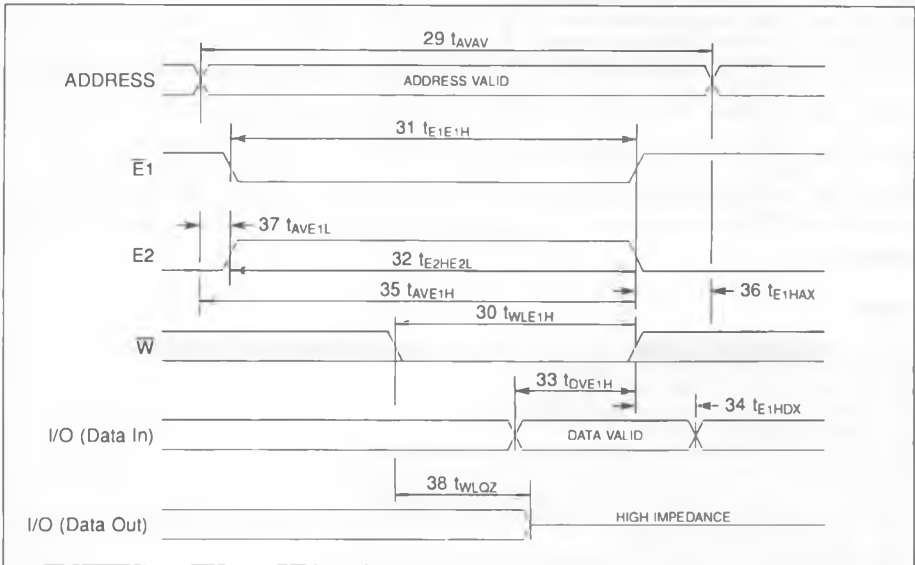 29 tAVAV
ADDRESS
ADDRESS VALID
31 tE1E1H
E̅1̅
37 tAVE1L
E2
32 tE2HE2L
35 tAVE1H
36 tE1HAX
30 tWLE1H
W̅
33 tDVE1H
34 tE1HDX
I/O (Data In)
DATA VALID
38 tWLQZ
I/O (Data Out)
HIGH IMPEDANCE